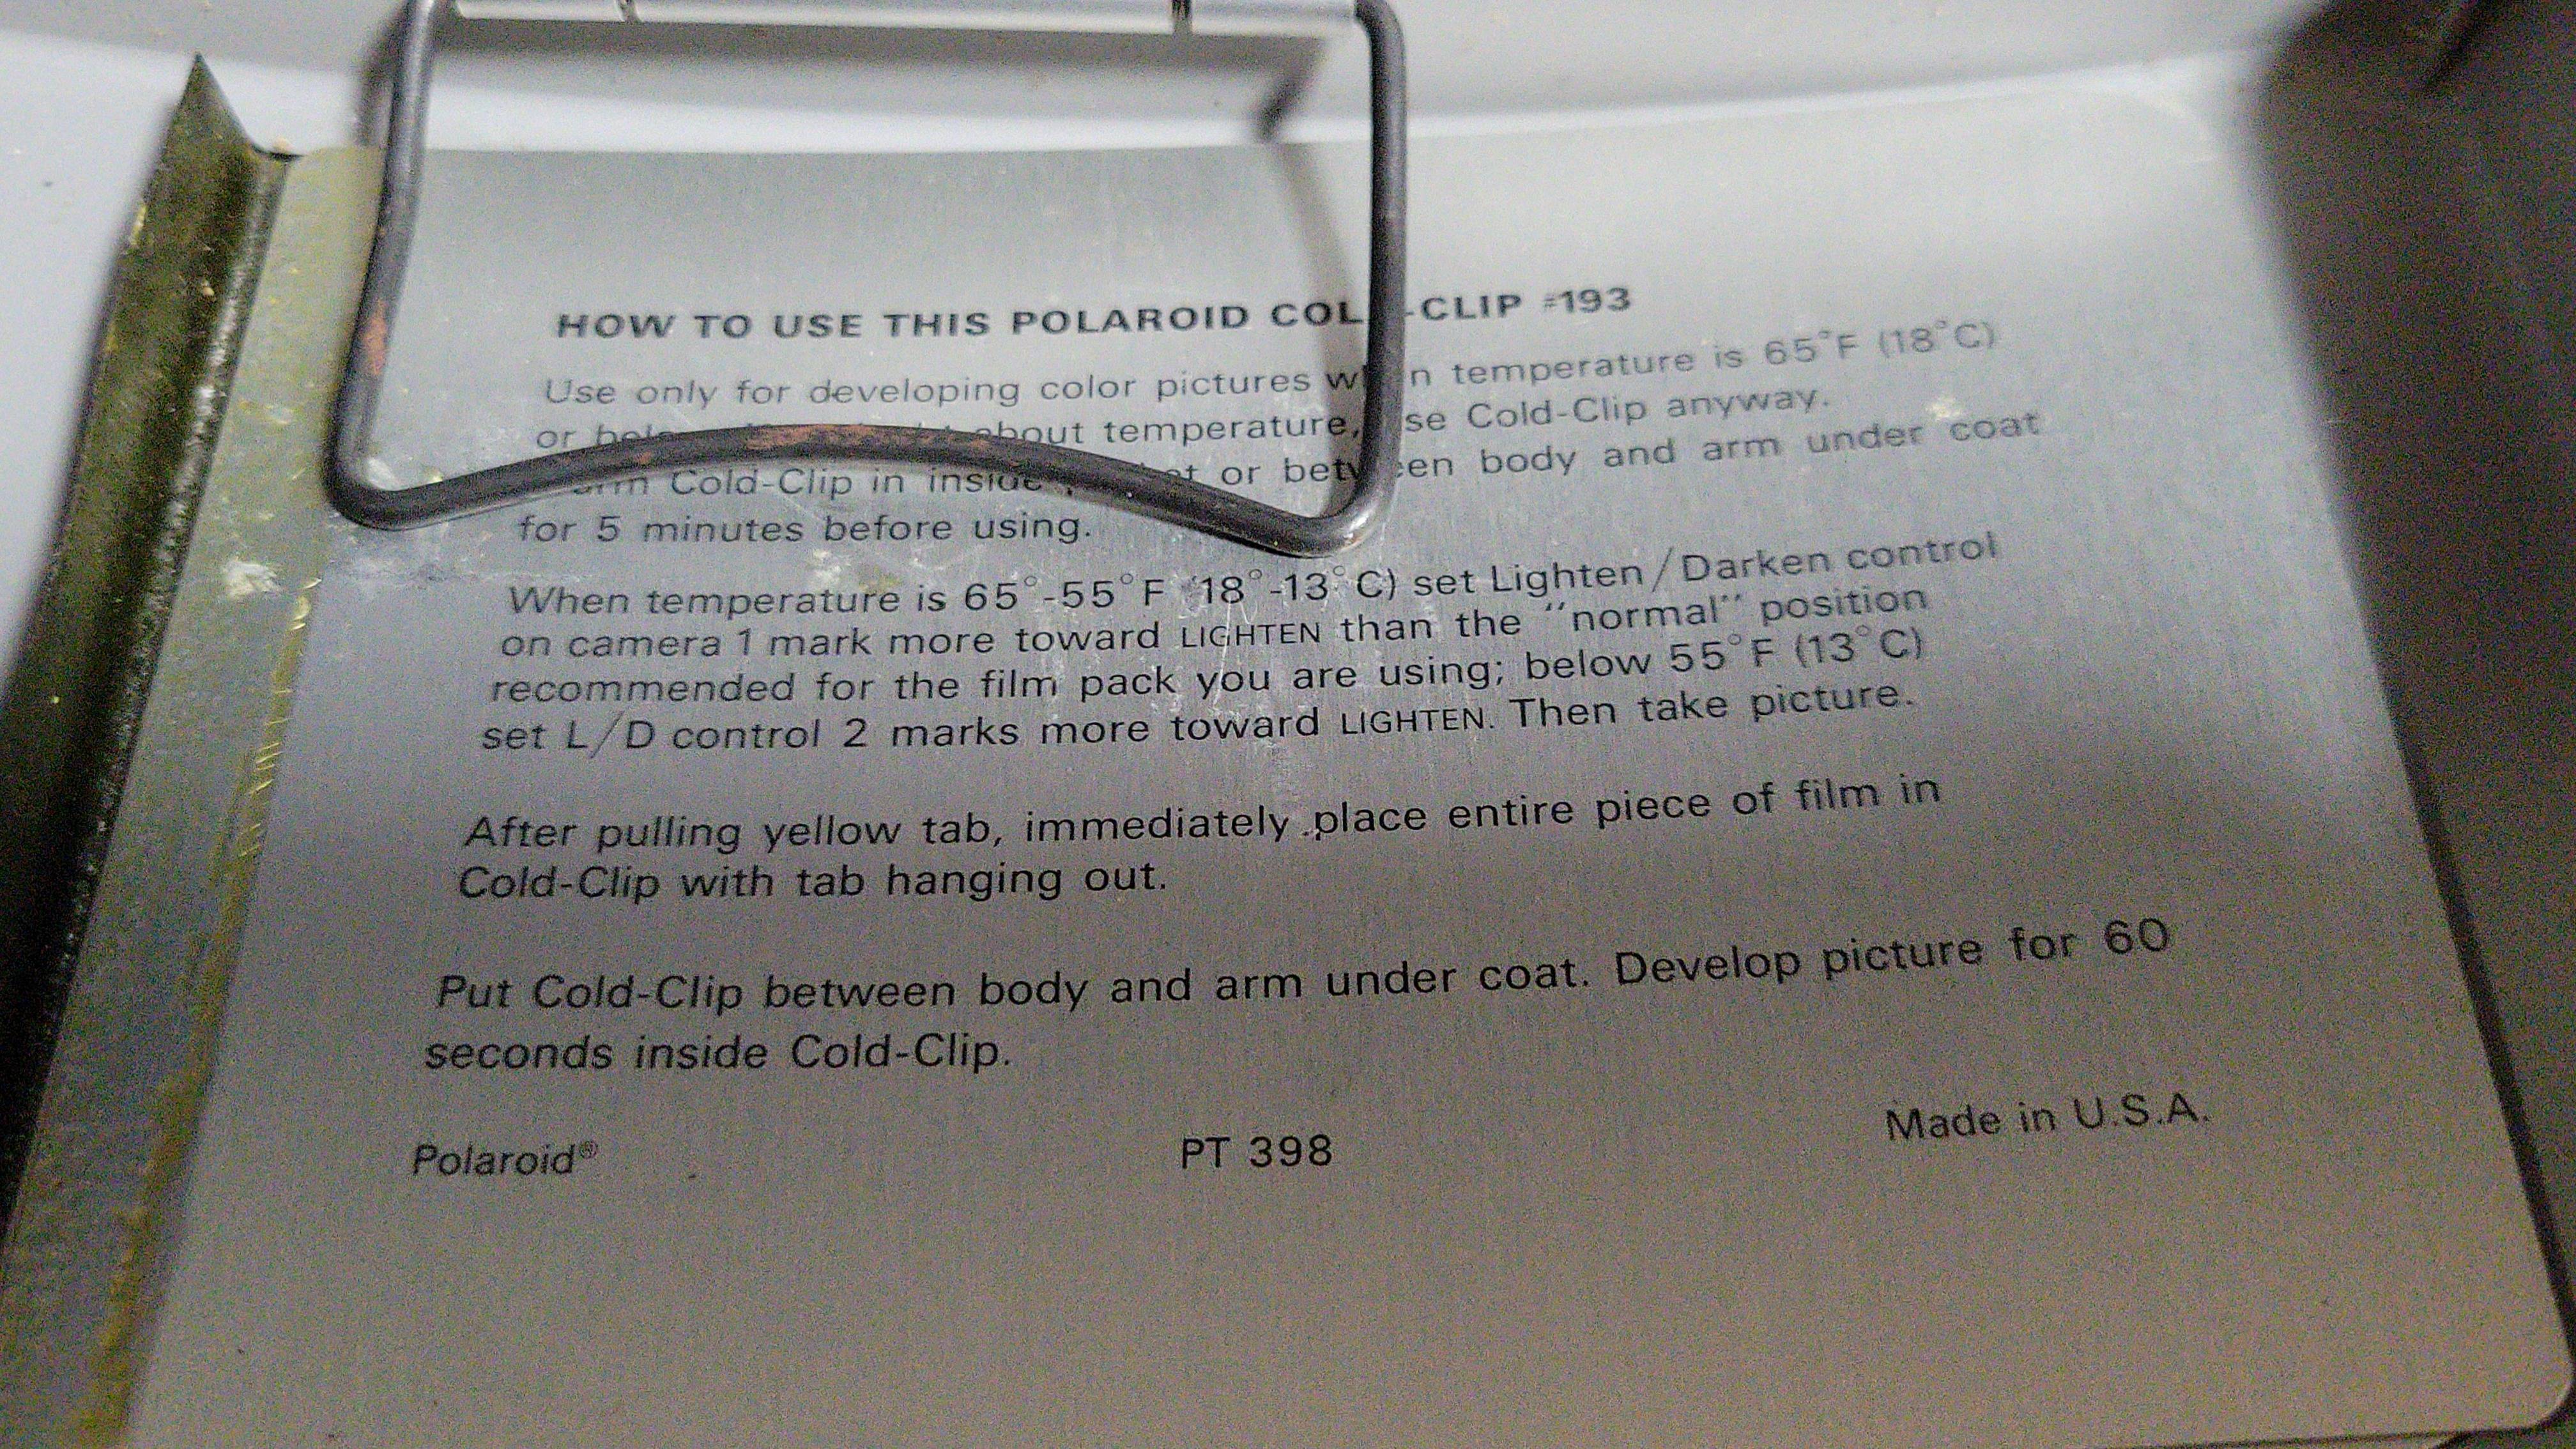 HOW TO USE THIS POLAROID COLD-CLIP #193
Use only for developing color pictures when temperature is 65°F (18°C)
or below about temperature, use Cold-Clip anyway.
Cold-Clip in inside or between body and arm under coat
for 5 minutes before using.
When temperature is 65°-55°F (18°-13°C) set Lighten/Darken control
on camera 1 mark more toward LIGHTEN than the "normal" position
recommended for the film pack you are using; below 55°F (13°C)
set L/D control 2 marks more toward LIGHTEN. Then take picture.
After pulling yellow tab, immediately place entire piece of film in
Cold-Clip with tab hanging out.
Put Cold-Clip between body and arm under coat. Develop picture for 60
seconds inside Cold-Clip.
Polaroid® PT 398 Made in U.S.A.